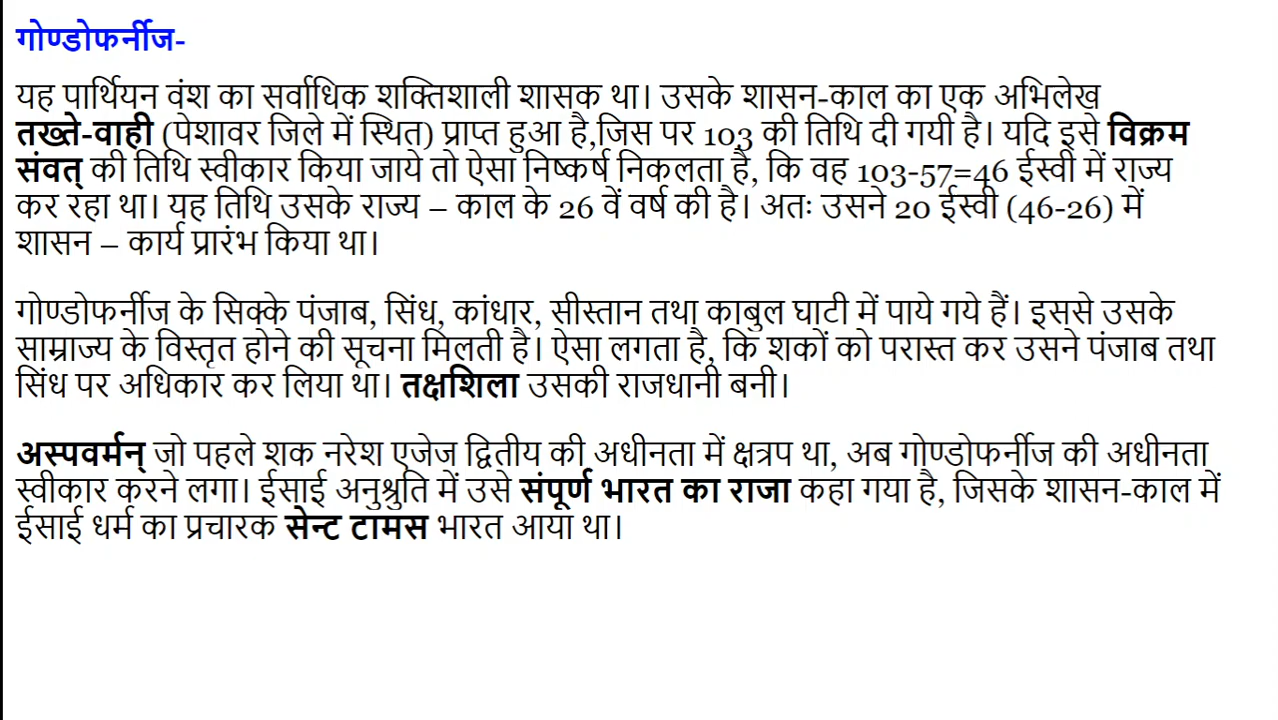 गोण्डोफर्नीज-
यह पार्थियन वंश का सर्वाधिक शक्तिशाली शासक था। उसके शासन-काल का एक अभिलेख
तख्ते-वाही (पेशावर जिले में स्थित) प्राप्त हुआ है,जिस पर 103 की तिथि दी गयी है। यदि इसे विक्रम
संवत् की तिथि स्वीकार किया जाये तो ऐसा निष्कर्ष निकलता है, कि वह 103-57=46 ईस्वी में राज्य
कर रहा था। यह तिथि उसके राज्य – काल के 26 वें वर्ष की है। अतः उसने 20 ईस्वी (46-26) में
शासन – कार्य प्रारंभ किया था।
गोण्डोफर्नीज के सिक्के पंजाब, सिंध, कांधार, सीस्तान तथा काबुल घाटी में पाये गये हैं। इससे उसके
साम्राज्य के विस्तृत होने की सूचना मिलती है। ऐसा लगता है, कि शकों को परास्त कर उसने पंजाब तथा
सिंध पर अधिकार कर लिया था। तक्षशिला उसकी राजधानी बनी।
अस्पवर्मन् जो पहले शक नरेश एजेज द्वितीय की अधीनता में क्षत्रप था, अब गोण्डोफर्नीज की अधीनता
स्वीकार करने लगा। ईसाई अनुश्रुति में उसे संपूर्ण भारत का राजा कहा गया है, जिसके शासन-काल में
ईसाई धर्म का प्रचारक सेन्ट टामस भारत आया था।